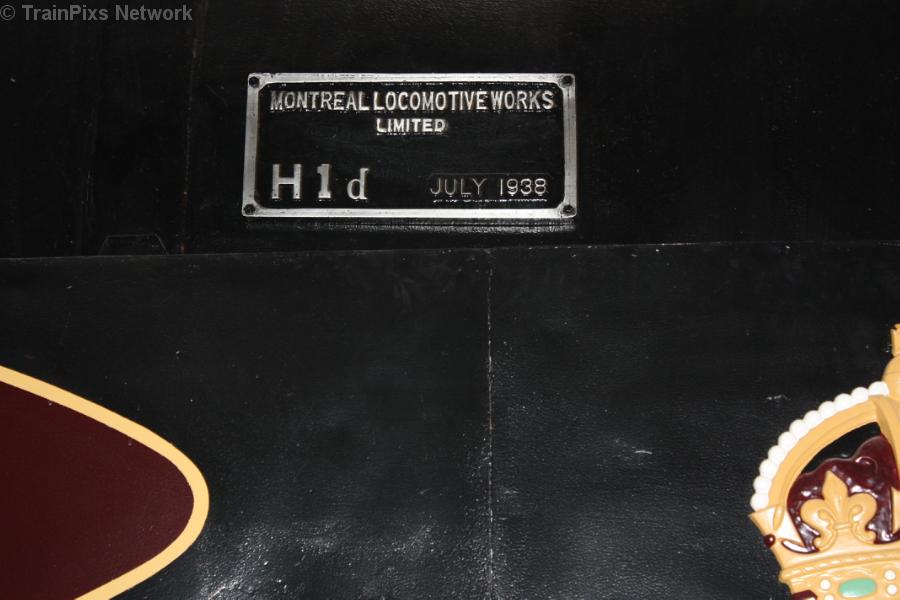 © TrainPixs Network
MONTREAL LOCOMOTIVE WORKS
LIMITED
H1d JULY 1938